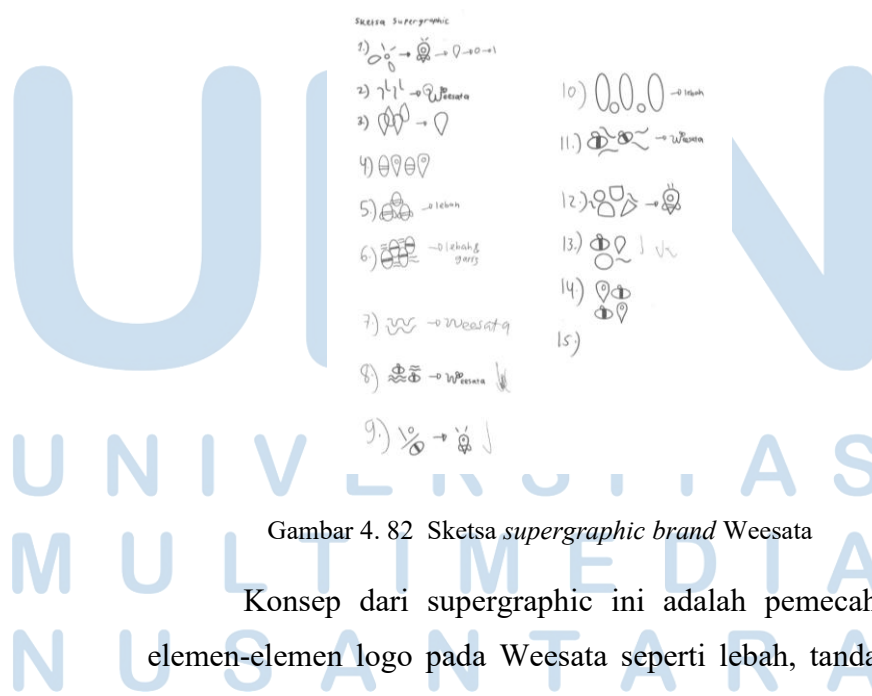 Sketsa Supergraphic
1.)
2) → Weesata
3)
4)
5.) → lebah
6.) → lebah & garis
7.) → Weesata
8.) → Weesata
9.)
10.) → lebah
11.) → Weesata
12.)
13.)
14.)
15.)
UNIVERSITAS
Gambar 4. 82 Sketsa supergraphic brand Weesata
MULTIMEDIA
Konsep dari supergraphic ini adalah pemecah
elemen-elemen logo pada Weesata seperti lebah, tanda
NUSANTARA